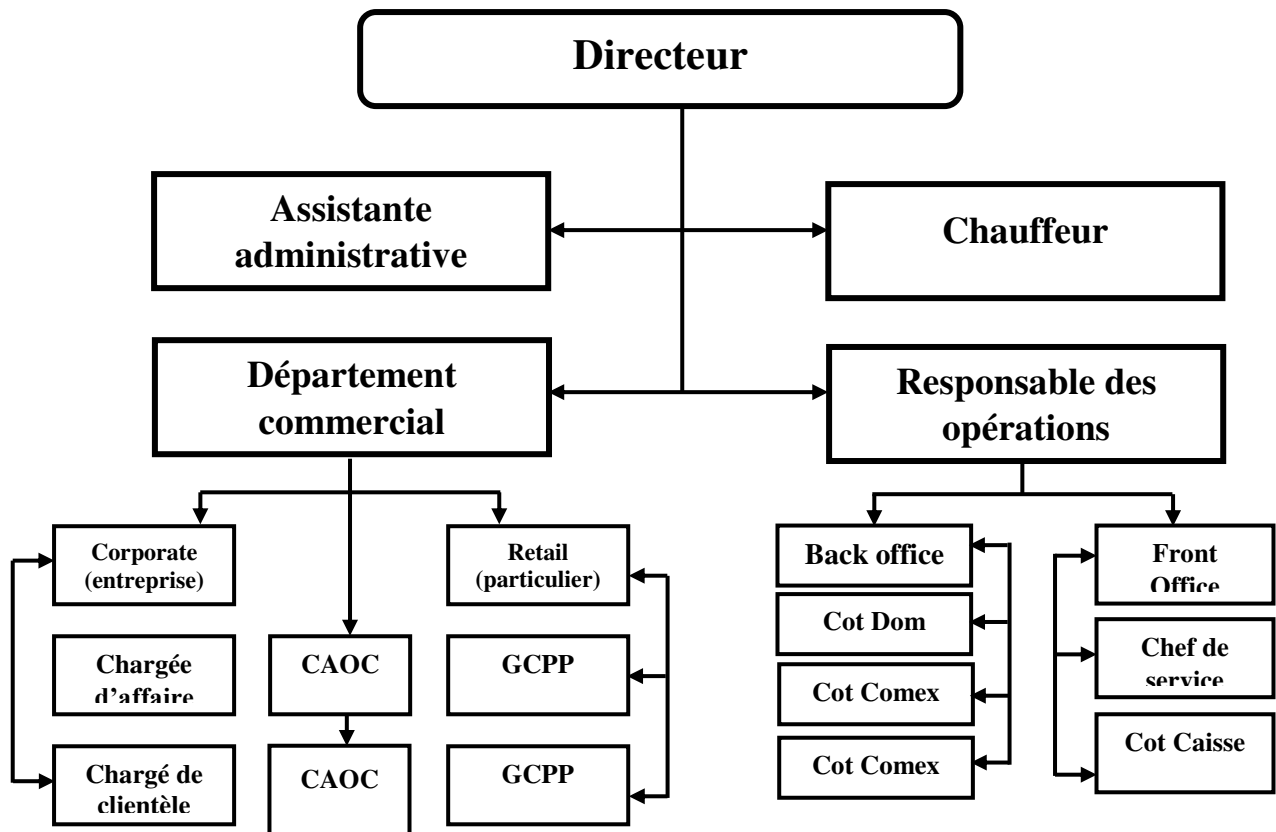 Directeur
Assistante
administrative
Chauffeur
Département
commercial
Responsable des
opérations
Corporate
(entreprise)
Retail
(particulier)
Back office
Front
Office
Cot Dom
Chargée
d'affaire
CAOC
GCPP
Chef de
service
Cot Comex
Cot Caisse
Chargé de
clientèle
CAOC
GCPP
Cot Comex